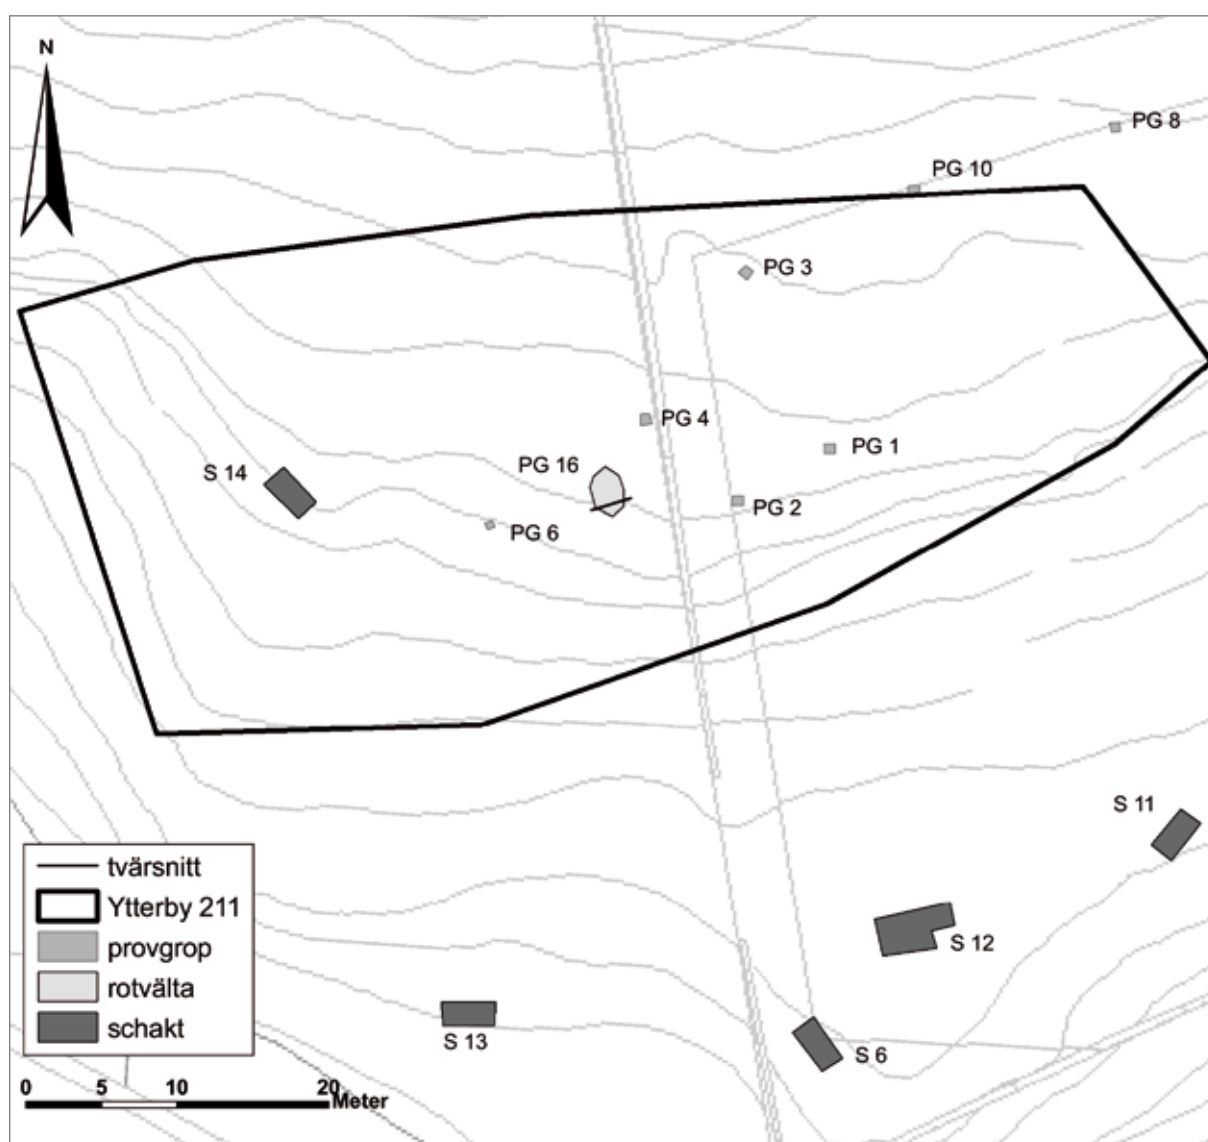 N
PG 8
PG 10
PG 3
PG 4
PG 1
PG 16
S 14
PG 2
PG 6
S 11
S 12
S 13
S 6
tvärsnitt
Ytterby 211
provgrop
rotvälta
schakt
0 5 10 20 Meter